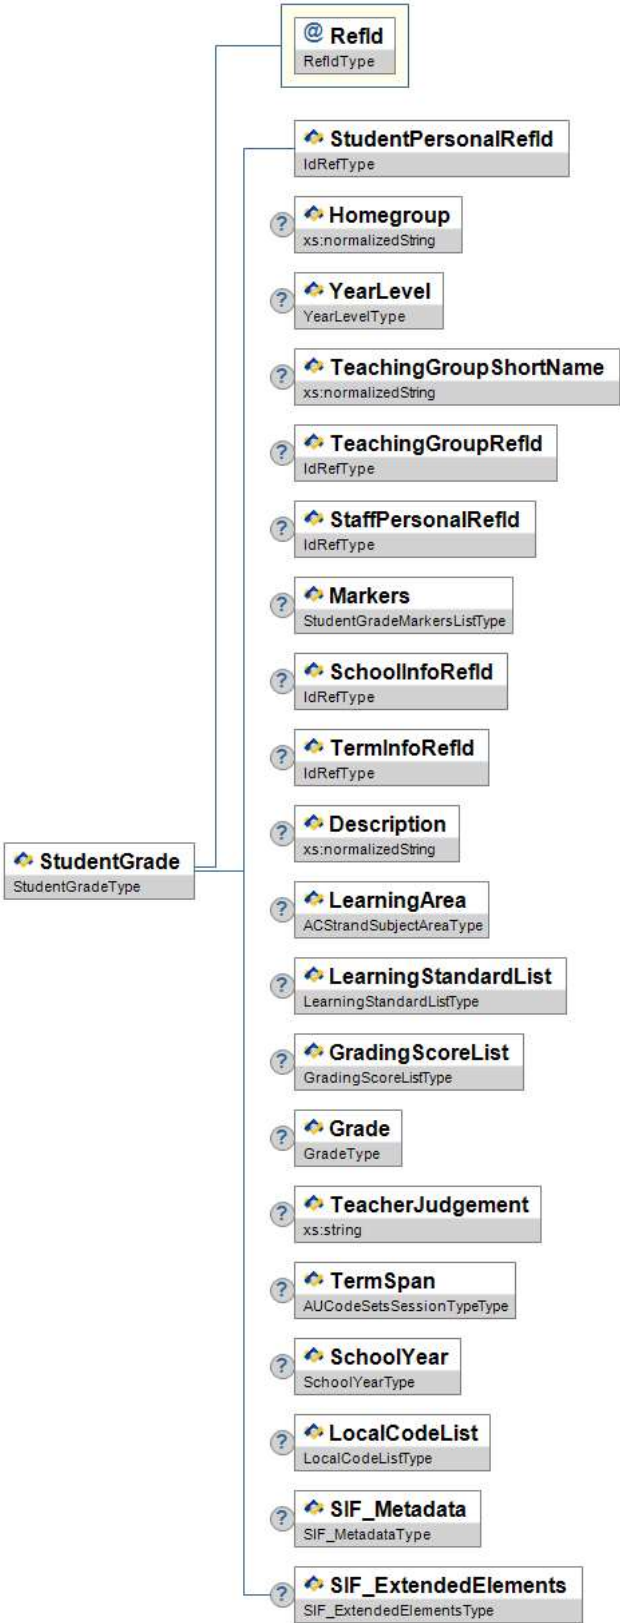 @ RefId
RefIdType
StudentPersonalRefId
IdRefType
? Homegroup
xs:normalizedString
? YearLevel
YearLevelType
? TeachingGroupShortName
xs:normalizedString
? TeachingGroupRefId
IdRefType
? StaffPersonalRefId
IdRefType
? Markers
StudentGradeMarkersListType
? SchoolInfoRefId
IdRefType
? TermInfoRefId
IdRefType
? Description
xs:normalizedString
StudentGrade
StudentGradeType
? LearningArea
ACStrandSubjectAreaType
? LearningStandardList
LearningStandardListType
? GradingScoreList
GradingScoreListType
? Grade
GradeType
? TeacherJudgement
xs:string
? TermSpan
AUCodeSetsSessionTypeType
? SchoolYear
SchoolYearType
? LocalCodeList
LocalCodeListType
? SIF_Metadata
SIF_MetadataType
? SIF_ExtendedElements
SIF_ExtendedElementsType